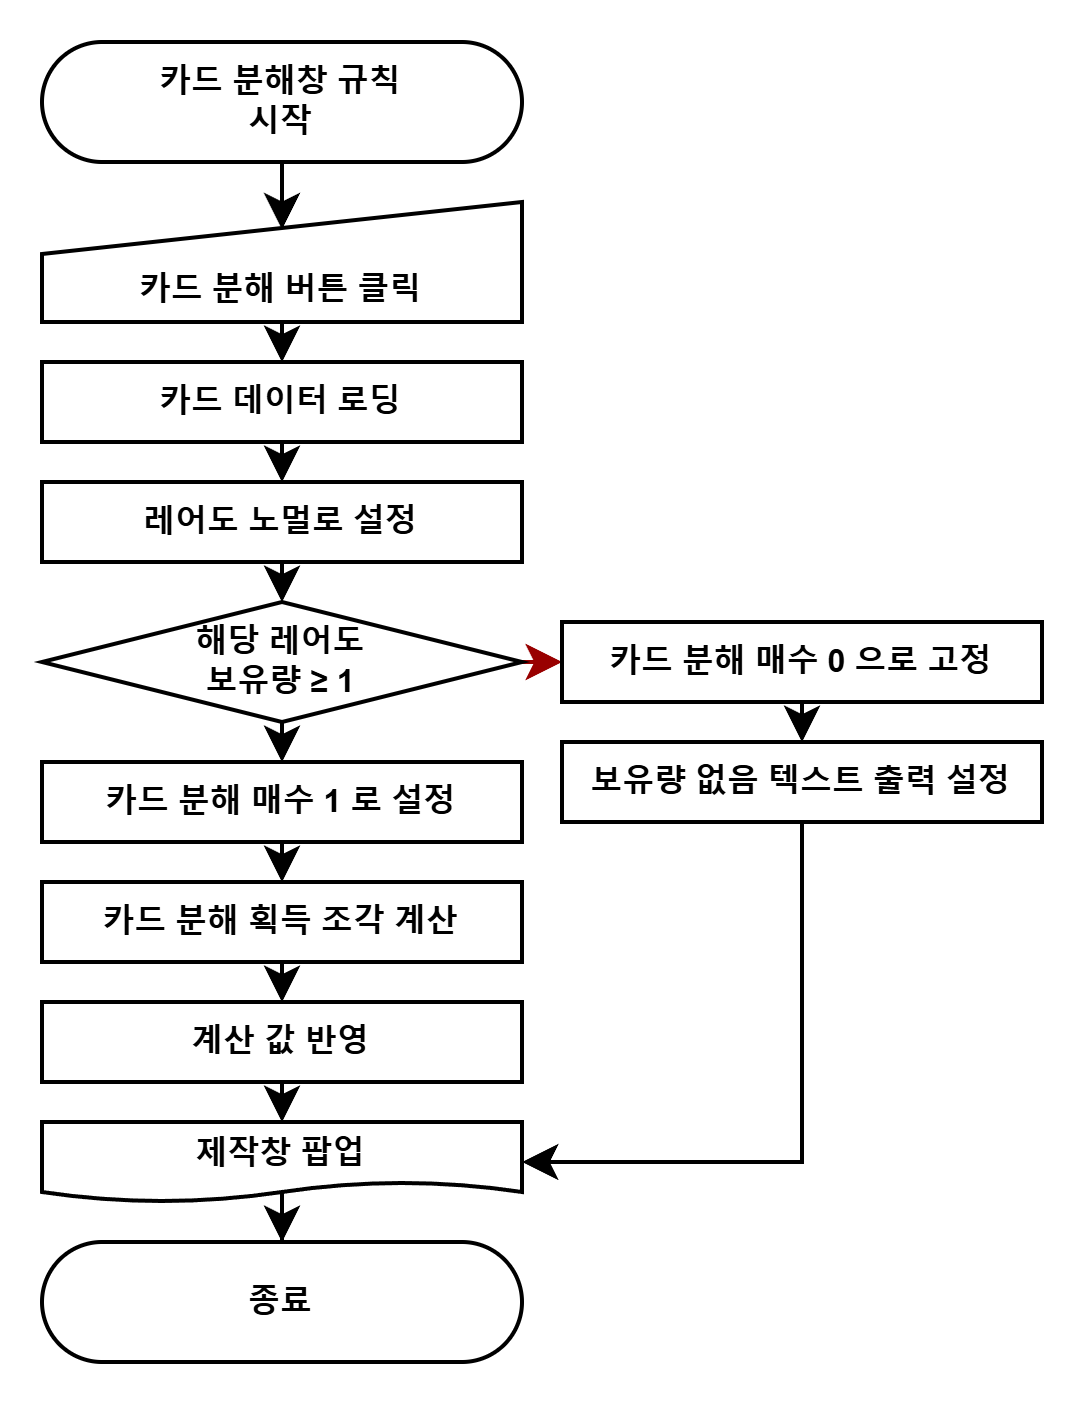 카드 분해창 규칙
시작
카드 분해 버튼 클릭
카드 데이터 로딩
레어도 노멀로 설정
해당 레어도
보유량 ≥ 1
카드 분해 매수 0 으로 고정
보유량 없음 텍스트 출력 설정
카드 분해 매수 1 로 설정
카드 분해 획득 조각 계산
계산 값 반영
제작창 팝업
종료